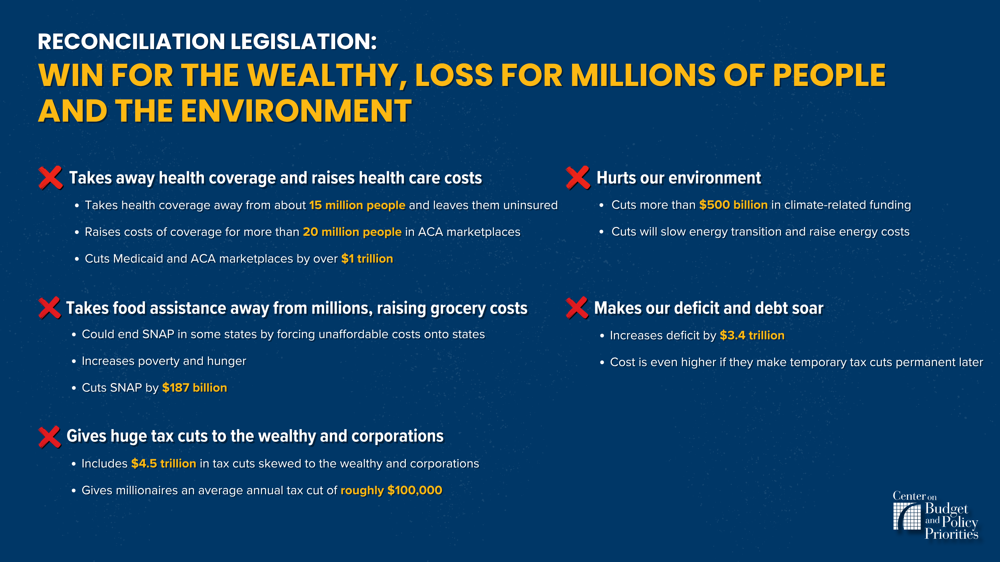 RECONCILIATION LEGISLATION:
WIN FOR THE WEALTHY, LOSS FOR MILLIONS OF PEOPLE
AND THE ENVIRONMENT
Takes away health coverage and raises health care costs
• Takes health coverage away from about 15 million people and leaves them uninsured
• Raises costs of coverage for more than 20 million people in ACA marketplaces
• Cuts Medicaid and ACA marketplaces by over $1 trillion
Takes food assistance away from millions, raising grocery costs
• Could end SNAP in some states by forcing unaffordable costs onto states
• Increases poverty and hunger
• Cuts SNAP by $187 billion
Gives huge tax cuts to the wealthy and corporations
• Includes $4.5 trillion in tax cuts skewed to the wealthy and corporations
• Gives millionaires an average annual tax cut of roughly $100,000
Hurts our environment
• Cuts more than $500 billion in climate-related funding
• Cuts will slow energy transition and raise energy costs
Makes our deficit and debt soar
• Increases deficit by $3.4 trillion
• Cost is even higher if they make temporary tax cuts permanent later
Center on
Budget
and Policy
Priorities